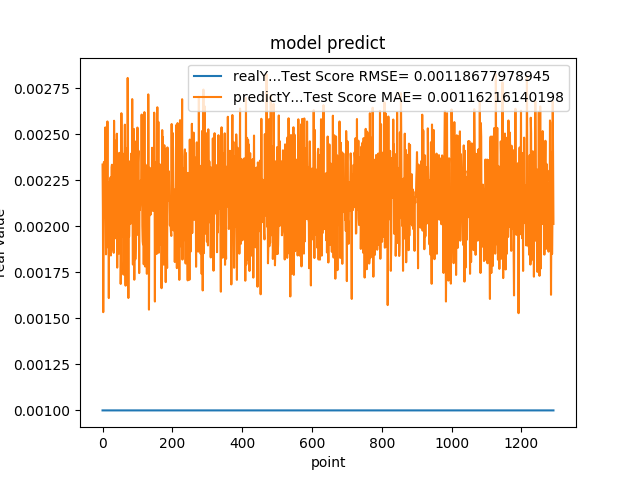 model predict
realY...Test Score RMSE= 0.00118677978945
predictY...Test Score MAE= 0.00116216140198
0.00275
0.00250
0.00225
0.00200
0.00175
0.00150
0.00125
0.00100
real value
0 200 400 600 800 1000 1200
point